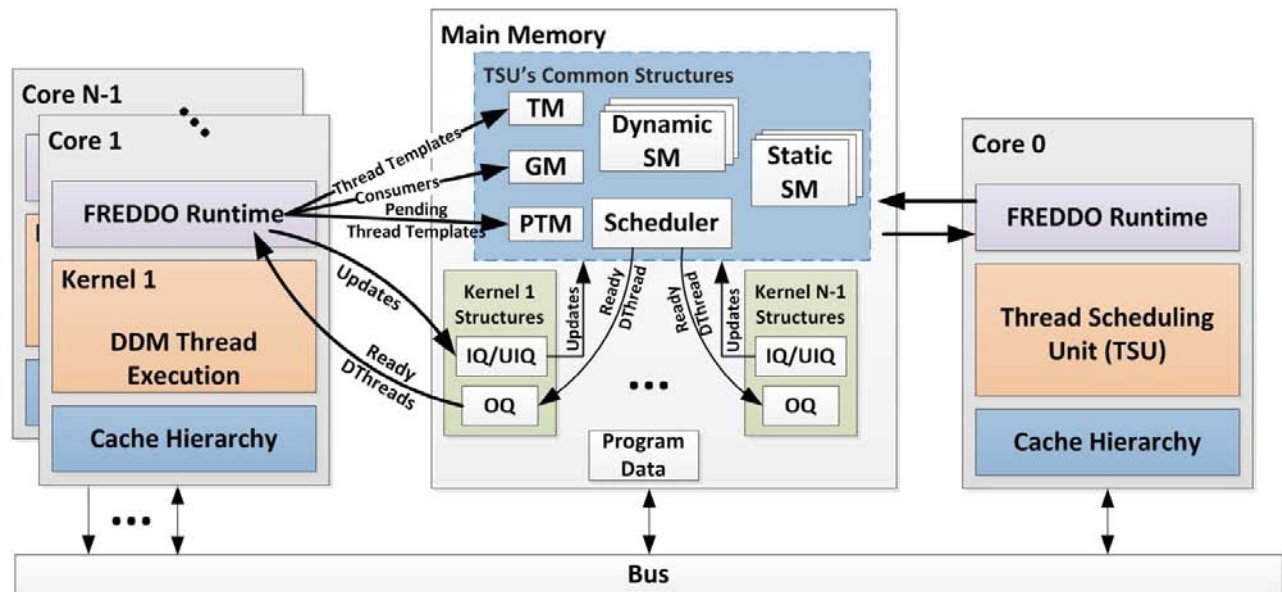 Core N-1
Core 1
FREDDO Runtime
Kernel 1
DDM Thread
Execution
Cache Hierarchy
Thread Templates
Consumers
Pending
Thread Templates
Updates
Ready
DThreads
Main Memory
TSU's Common Structures
TM
GM
PTM
Dynamic
SM
Static
SM
Scheduler
Kernel 1
Structures
IQ/UIQ
OQ
Updates
Ready
DThread
Ready
DThread
Updates
Kernel N-1
Structures
IQ/UIQ
OQ
Program
Data
Core 0
FREDDO Runtime
Thread Scheduling
Unit (TSU)
Cache Hierarchy
Bus